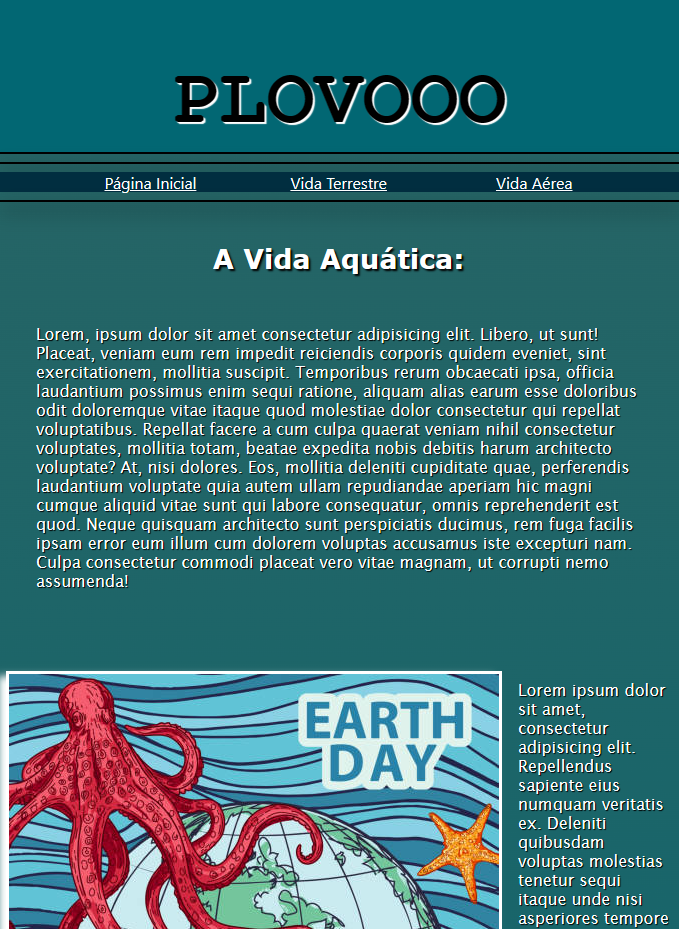 PLOVOOO
Página Inicial Vida Terrestre Vida Aérea
A Vida Aquática:
Lorem, ipsum dolor sit amet consectetur adipisicing elit. Libero, ut sunt!
Placeat, veniam eum rem impedit reiciendis corporis quidem eveniet, sint
exercitationem, mollitia suscipit. Temporibus rerum obcaecati ipsa, officia
laudantium possimus enim sequi ratione, aliquam alias earum esse doloribus
odit doloremque vitae itaque quod molestiae dolor consectetur qui repellat
voluptatibus. Repellat facere a cum culpa quaerat veniam nihil consectetur
voluptates, mollitia totam, beatae expedita nobis debitis harum architecto
voluptate? At, nisi dolores. Eos, mollitia deleniti cupiditate quae, perferendis
laudantium voluptate quia autem ullam repudiandae aperiam hic magni
cumque aliquid vitae sunt qui labore consequatur, omnis reprehenderit est
quod. Neque quisquam architecto sunt perspiciatis ducimus, rem fuga facilis
ipsam error eum illum cum dolorem voluptas accusamus iste excepturi nam.
Culpa consectetur commodi placeat vero vitae magnam, ut corrupti nemo
assumenda!
EARTH
DAY
Lorem ipsum dolor
sit amet,
consectetur
adipisicing elit.
Repellendus
sapiente eius
numquam veritatis
ex. Deleniti
quibusdam
voluptas molestias
tenetur sequi
itaque unde nisi
asperiores tempore